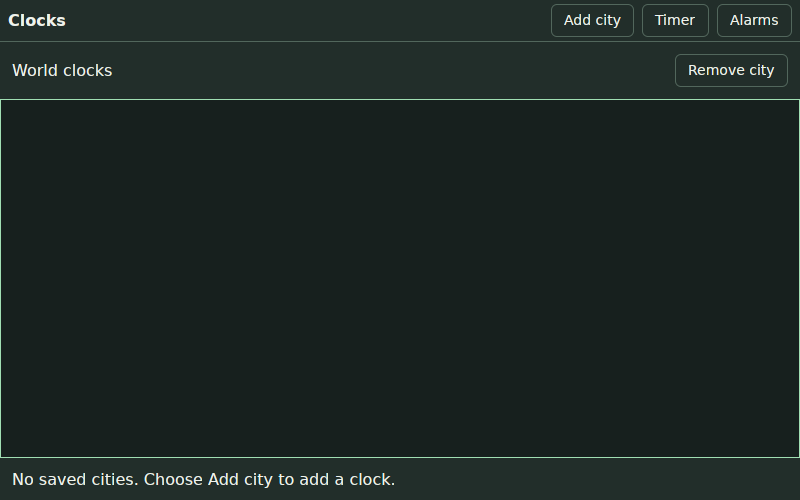 Clocks
Add city
Timer
Alarms
World clocks
Remove city
No saved cities. Choose Add city to add a clock.